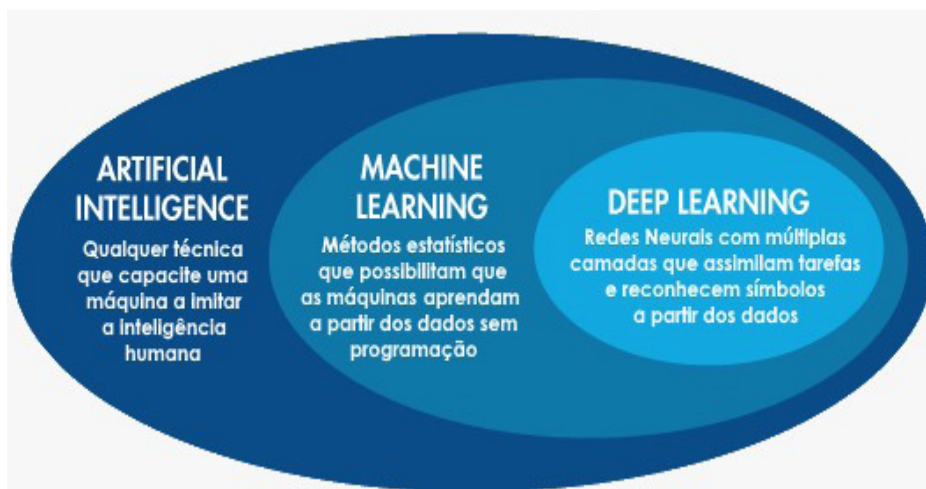 ARTIFICIAL
INTELLIGENCE
Qualquer técnica
que capacite uma
máquina a imitar
a inteligência
humana
MACHINE
LEARNING
Métodos estatísticos
que possibilitam que
as máquinas aprendam
a partir dos dados sem
programação
DEEP LEARNING
Redes Neurais com múltiplas
camadas que assimilam tarefas
e reconhecem símbolos
a partir dos dados